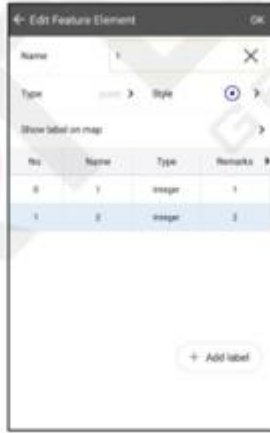 ← Edit Feature Element OK
Name 1
Type > Style >
Show label on map >
No Name Type Remarks
0 1 Integer 1
1 2 Integer 2
+ Add label